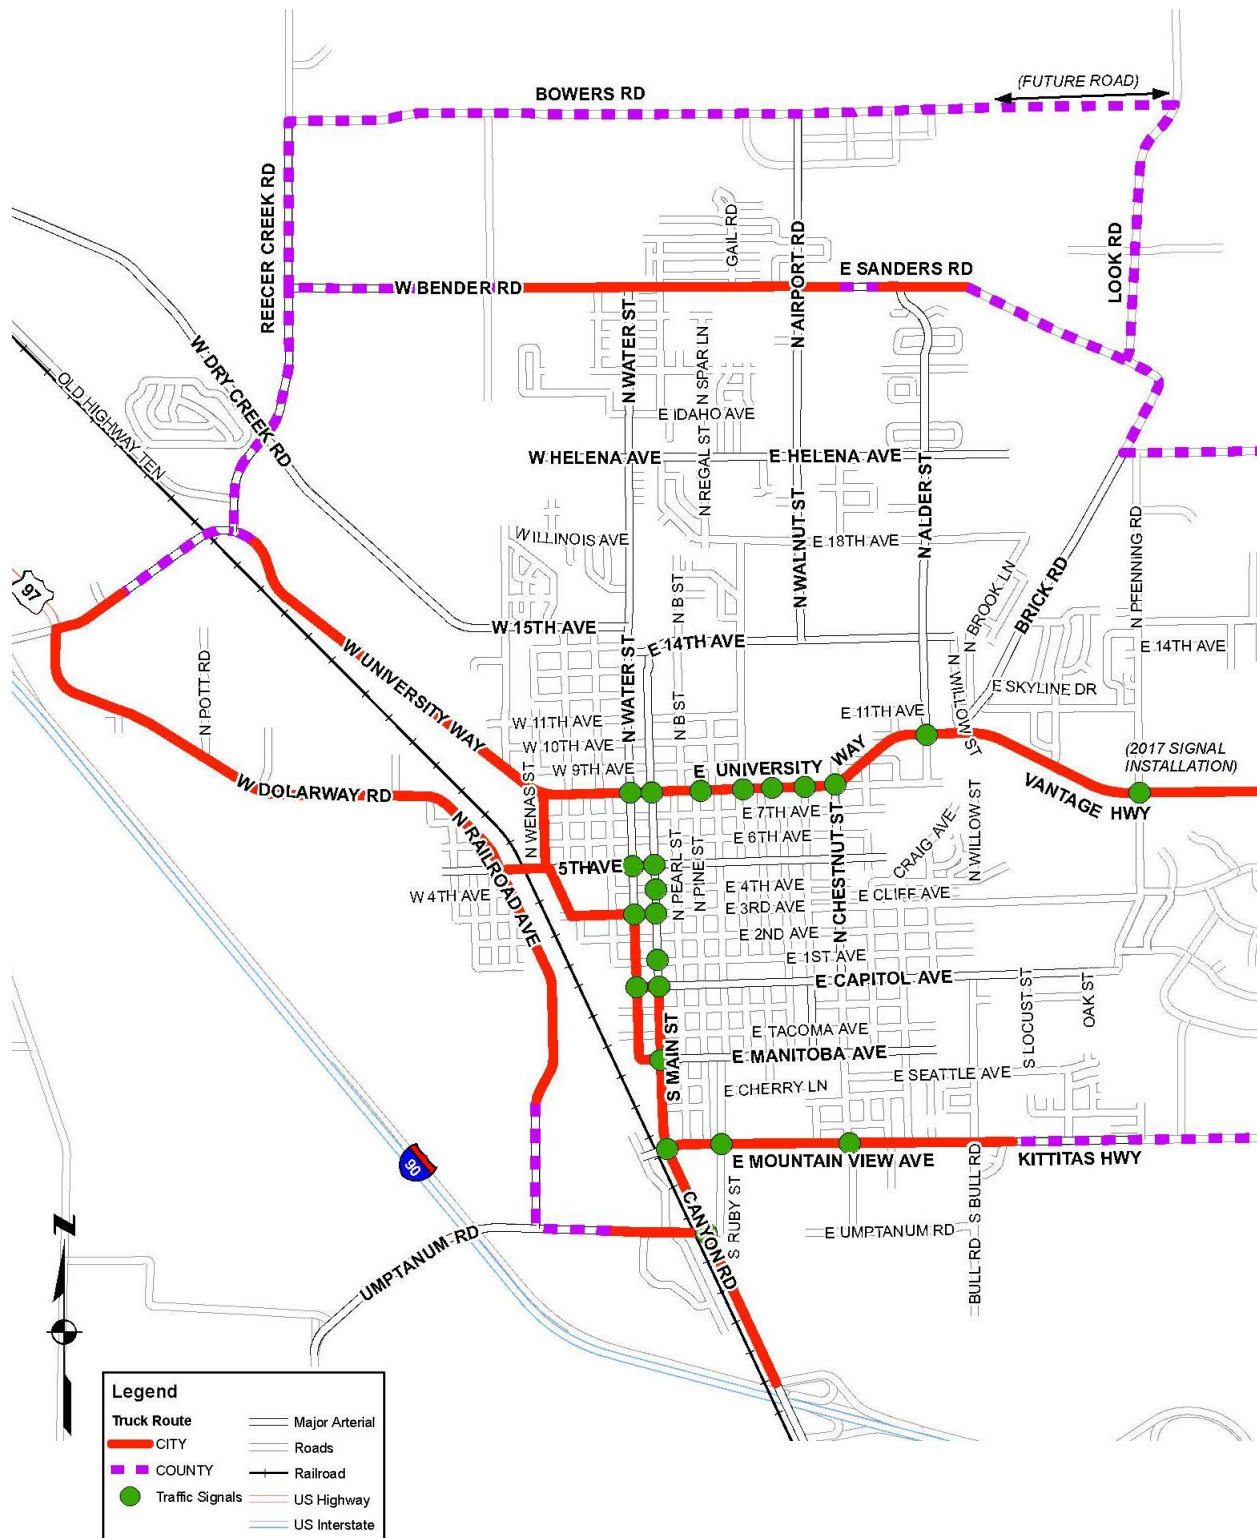 (FUTURE ROAD)
BOWERS RD
REECER CREEK RD
GAIL RD
N AIRPORT RD
E SANDERS RD
LOOK RD
W BENDER RD
N WATER ST
N SPAR LN
W DRY CREEK RD
OLD HIGHWAY TEN
E IDAHO AVE
W HELENA AVE
E HELENA AVE
N REGAL ST
N WALNUT ST
N ALDER ST
W ILLINOIS AVE
E 18TH AVE
N PFENNING RD
BRICK RD
N BROOK LN
97
N B ST
W 15TH AVE
E 14TH AVE
E 14TH AVE
N WILLOW ST
W UNIVERSITY WAY
N POTT RD
N WATER ST
N B ST
E SKYLINE DR
W 11TH AVE
E 11TH AVE
W 10TH AVE
W 9TH AVE
E UNIVERSITY WAY
(2017 SIGNAL
INSTALLATION)
VANTAGE HWY
W DOLARWAY RD
N WENAS ST
E 7TH AVE
E 6TH AVE
N RAILROAD AVE
N PEARL ST
N PINE ST
N CHESTNUT ST
CRAIG AVE
N WILLOW ST
5TH AVE
W 4TH AVE
E 4TH AVE
E CLIFF AVE
E 3RD AVE
E 2ND AVE
E 1ST AVE
E CAPITOL AVE
S LOCUST ST
OAK ST
S MAIN ST
E TACOMA AVE
E MANITOBA AVE
E SEATTLE AVE
E CHERRY LN
90
E MOUNTAIN VIEW AVE
KITTITAS HWY
CANYON RD
S RUBY ST
S BULL RD
UMPTANUM RD
E UMPTANUM RD
BULL RD
N
Legend
Truck Route
CITY
COUNTY
Traffic Signals
Major Arterial
Roads
Railroad
US Highway
US Interstate